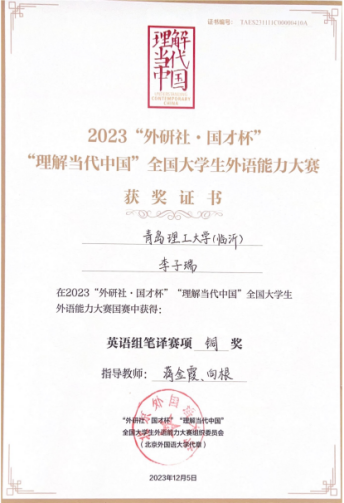 证书编号：
理解
当代
中国
CONTEMPORARY
CHINA
2023“外研社·国才杯”
“理解当代中国”全国大学生外语能力大赛
获奖证书
青岛理工大学(临沂)
李子瑞
在2023“外研社·国才杯”“理解当代中国”全国大学生
外语能力大赛国赛中获得：
英语组笔译赛项 铜 奖
指导教师： 蒋金霞、向根
“外研社·国才杯”“理解当代中国”
全国大学生外语能力大赛组织委员会
（北京外国语大学代章）
2023年12月5日